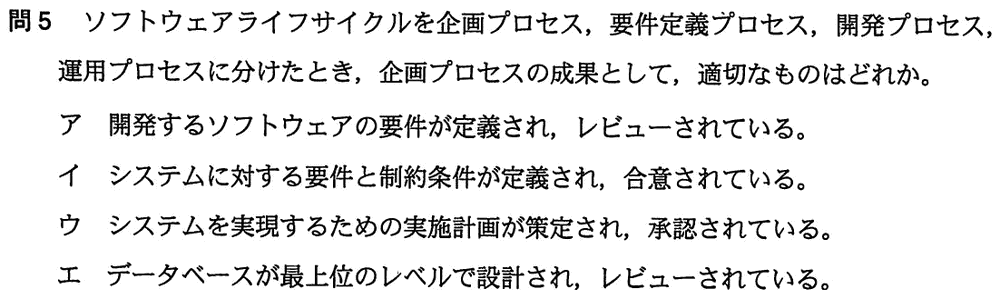 問5 ソフトウェアライフサイクルを企画プロセス，要件定義プロセス，開発プロセス，
運用プロセスに分けたとき，企画プロセスの成果として，適切なものはどれか。
ア 開発するソフトウェアの要件が定義され，レビューされている。
イ システムに対する要件と制約条件が定義され，合意されている。
ウ システムを実現するための実施計画が策定され，承認されている。
エ データベースが最上位のレベルで設計され，レビューされている。